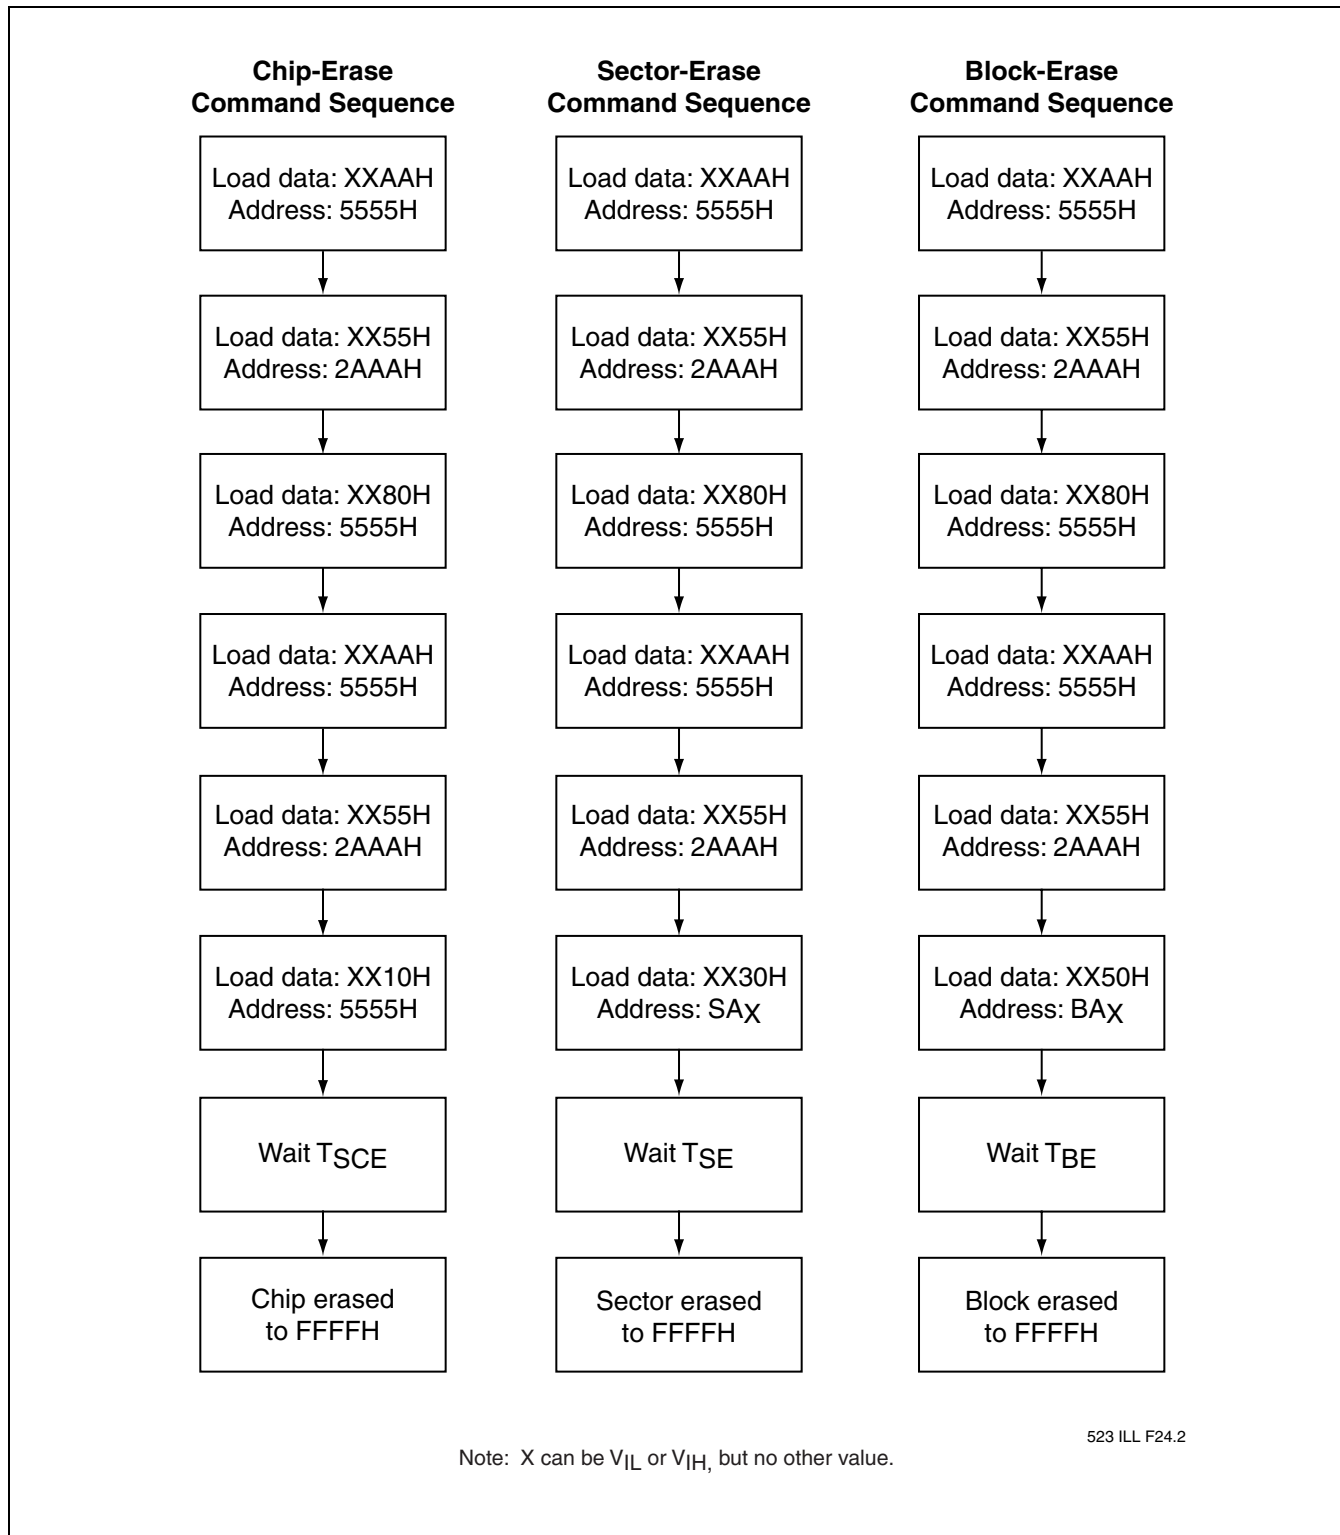 Chip-Erase
Command Sequence
Load data: XXAAH
Address: 5555H
Load data: XX55H
Address: 2AAAH
Load data: XX80H
Address: 5555H
Load data: XXAAH
Address: 5555H
Load data: XX55H
Address: 2AAAH
Load data: XX10H
Address: 5555H
Wait TSCE
Chip erased
to FFFFH
Sector-Erase
Command Sequence
Load data: XXAAH
Address: 5555H
Load data: XX55H
Address: 2AAAH
Load data: XX80H
Address: 5555H
Load data: XXAAH
Address: 5555H
Load data: XX55H
Address: 2AAAH
Load data: XX30H
Address: SAX
Wait TSE
Sector erased
to FFFFH
Block-Erase
Command Sequence
Load data: XXAAH
Address: 5555H
Load data: XX55H
Address: 2AAAH
Load data: XX80H
Address: 5555H
Load data: XXAAH
Address: 5555H
Load data: XX55H
Address: 2AAAH
Load data: XX50H
Address: BAX
Wait TBE
Block erased
to FFFFH
523 ILL F24.2
Note: X can be VIL or VIH, but no other value.